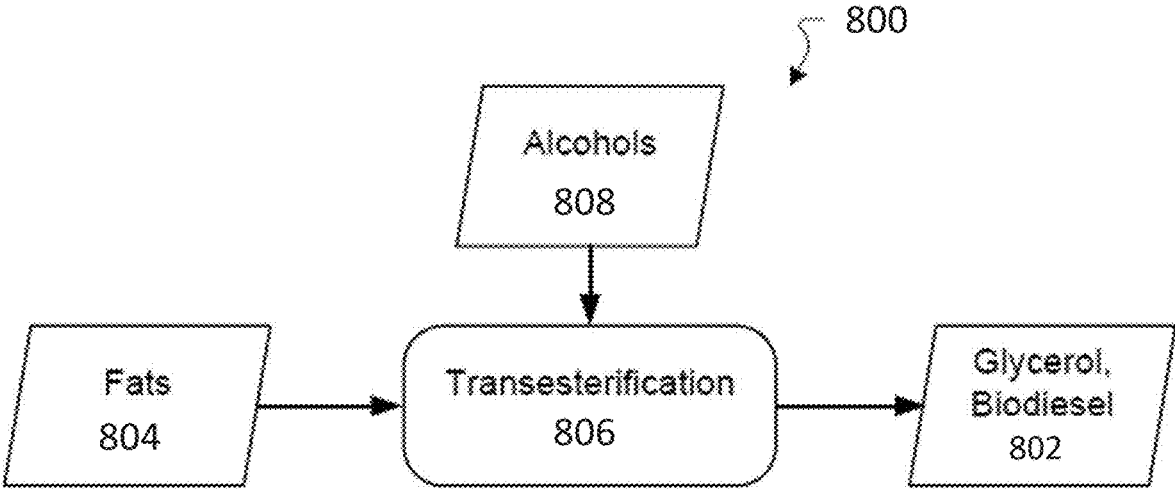 800
Alcohols
808
Fats
804
Transesterification
806
Glycerol,
Biodiesel
802